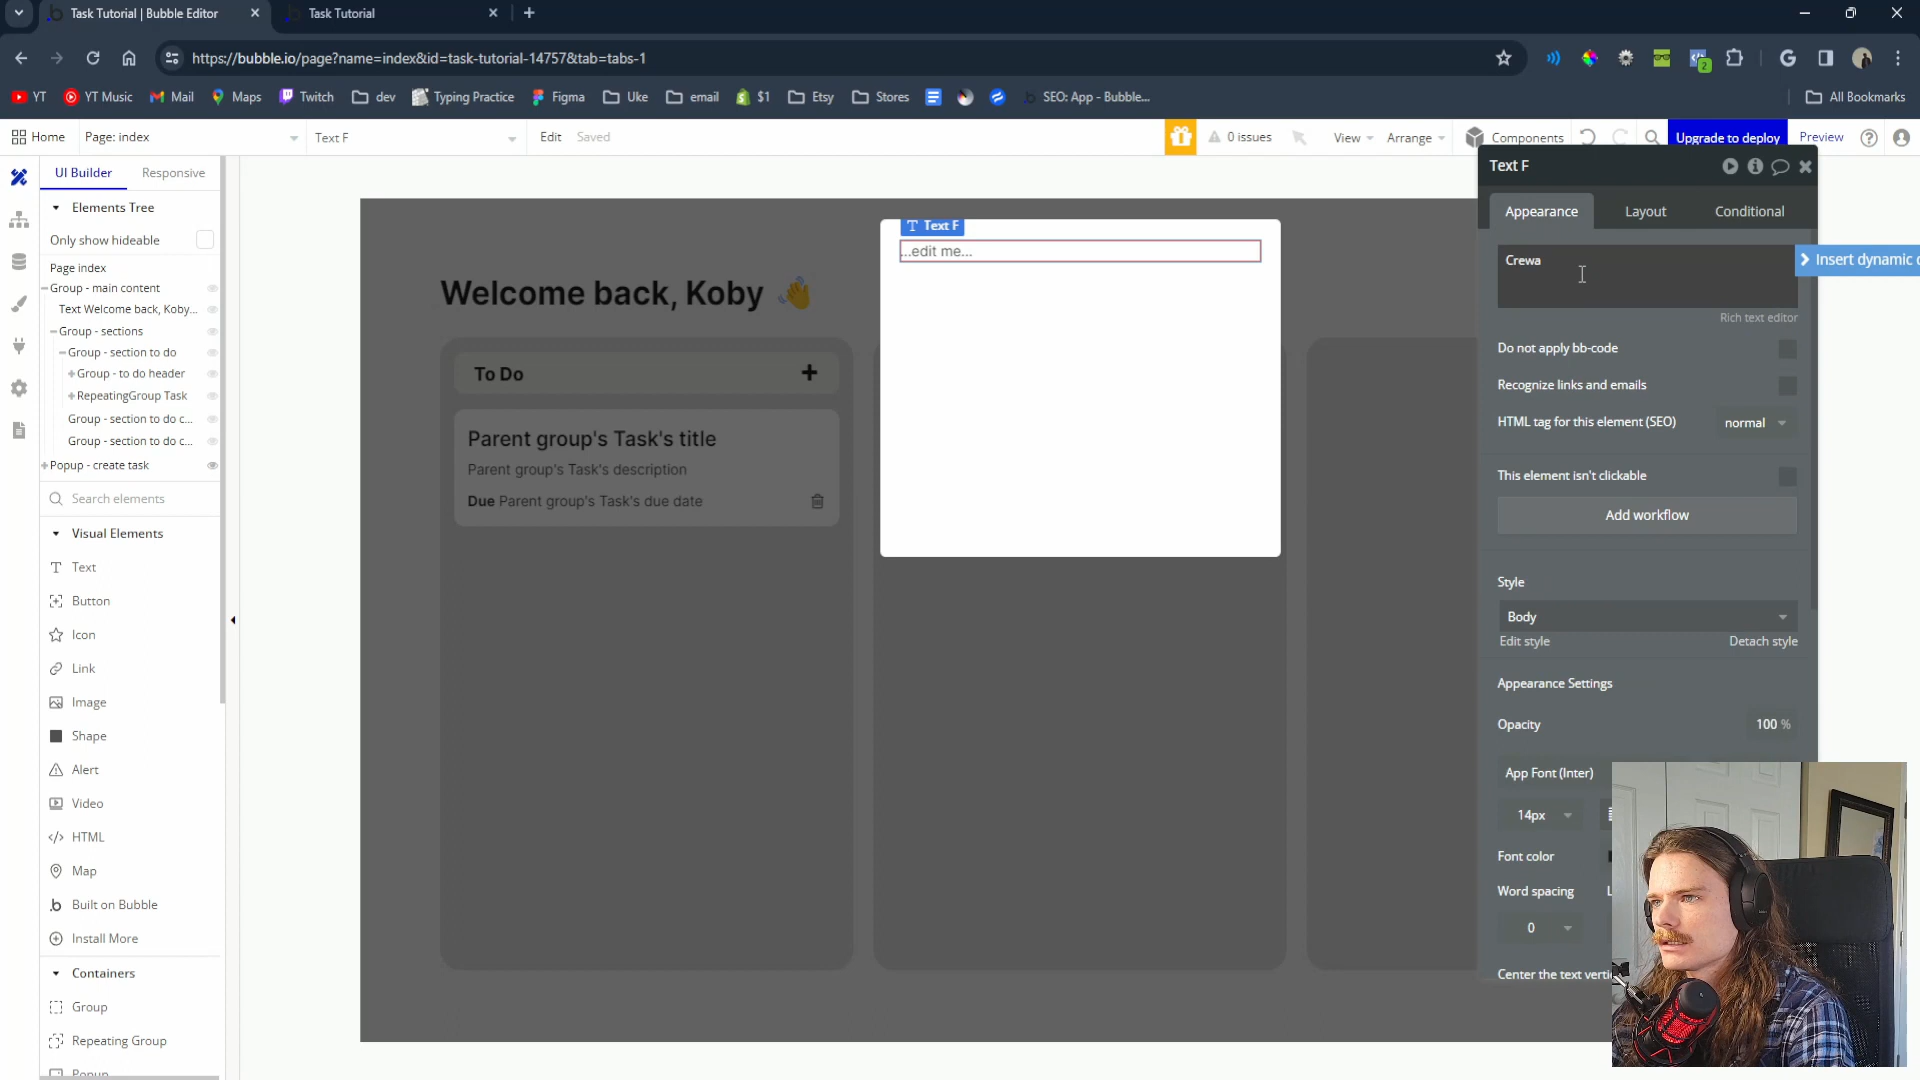 Task Tutorial | Bubble Editor
Task Tutorial
https://bubble.io/page?name=index&id=task-tutorial-14757&tab=tabs-1
2
YT
YT Music
Mail
Maps
Twitch
dev
Typing Practice
Figma
Uke
email
$1
Etsy
Stores
SEO: App - Bubble...
All Bookmarks
Home
Page: index
Text F
Edit
Saved
0 issues
View
Arrange
Components
Upgrade to deploy
Preview
UI Builder
Responsive
Elements Tree
Only show hideable
Page index
Group - main content
Text Welcome back, Koby...
Group - sections
Group - section to do
Group - to do header
RepeatingGroup Task
Group - section to do c...
Group - section to do c...
Popup - create task
Search elements
Visual Elements
Text
Button
Icon
Link
Image
Shape
Alert
Video
HTML
Map
Built on Bubble
Install More
Containers
Group
Repeating Group
Popup
Welcome back, Koby 👋
To Do
Parent group's Task's title
Parent group's Task's description
Due Parent group's Task's due date
Text F
...edit me...
Text F
Appearance
Layout
Conditional
Crewa
Insert dynamic
Rich text editor
Do not apply bb-code
Recognize links and emails
HTML tag for this element (SEO)
normal
This element isn't clickable
Add workflow
Style
Body
Edit style
Detach style
Appearance Settings
Opacity
100 %
App Font (Inter)
14px
Font color
Word spacing
0
Center the text